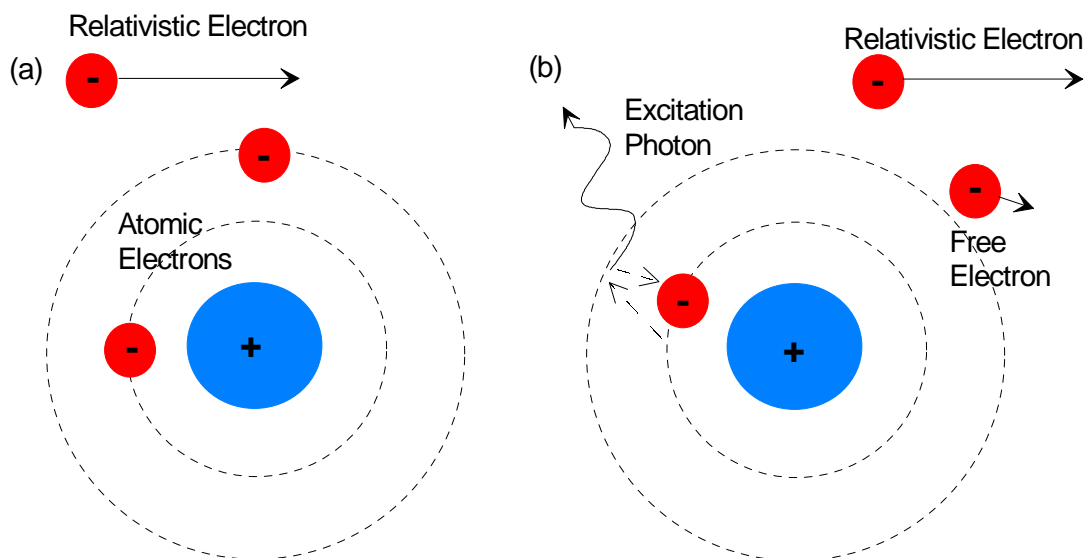 Relativistic Electron
(a)
-
-
Atomic
Electrons
-
+
Relativistic Electron
(b)
-
Excitation
Photon
-
Free
Electron
-
+